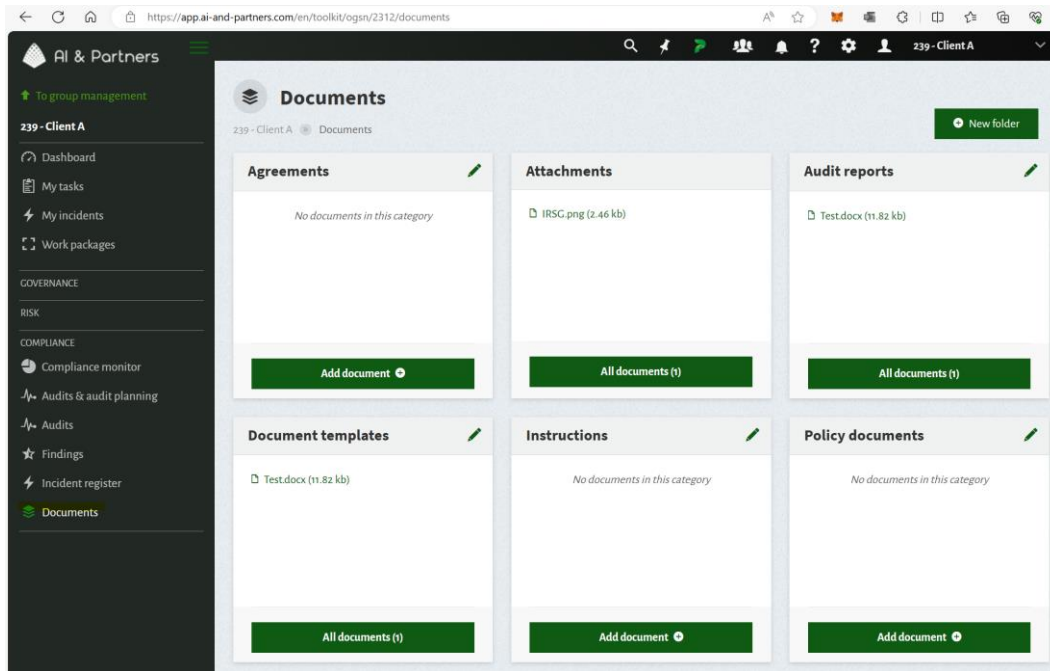 https://app.ai-and-partners.com/en/toolkit/ogsn/2312/documents
AI & Partners
239 - Client A
To group management
239 - Client A
Dashboard
My tasks
My incidents
Work packages
GOVERNANCE
RISK
COMPLIANCE
Compliance monitor
Audits & audit planning
Audits
Findings
Incident register
Documents
Documents
239 - Client A Documents
New folder
Agreements
No documents in this category
Add document
Attachments
IRSG.png (2.46 kb)
All documents (1)
Audit reports
Test.docx (11.82 kb)
All documents (1)
Document templates
Test.docx (11.82 kb)
All documents (1)
Instructions
No documents in this category
Add document
Policy documents
No documents in this category
Add document